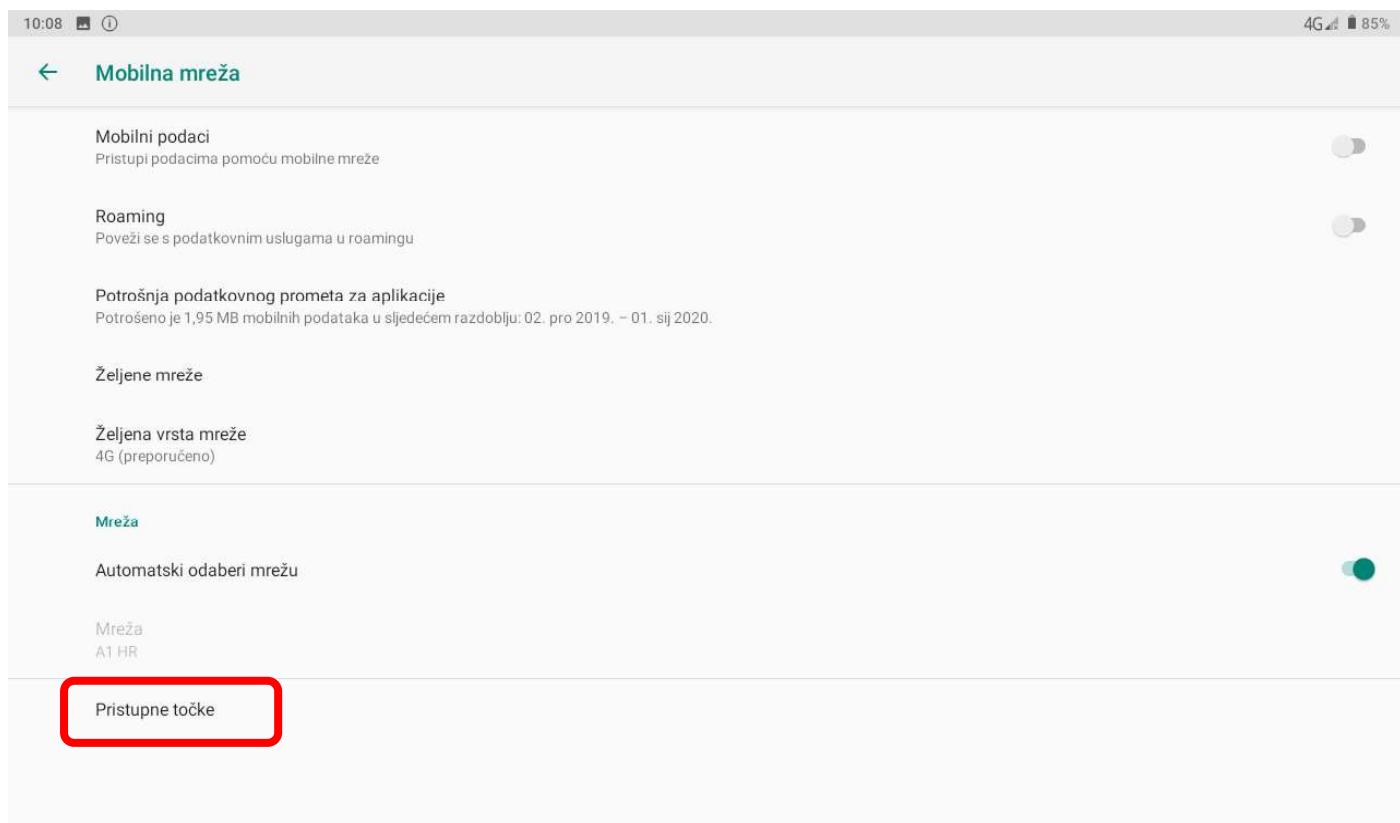 10:08 4G 85%
Mobilna mreža
Mobilni podaci
Pristupi podacima pomoću mobilne mreže
Roaming
Poveži se s podatkovnim uslugama u roamingu
Potrošnja podatkovnog prometa za aplikacije
Potrošeno je 1,95 MB mobilnih podataka u sljedećem razdoblju: 02. pro 2019. – 01. sij 2020.
Željene mreže
Željena vrsta mreže
4G (preporučeno)
Mreža
Automatski odaberi mrežu
Mreža
A1 HR
Pristupne točke